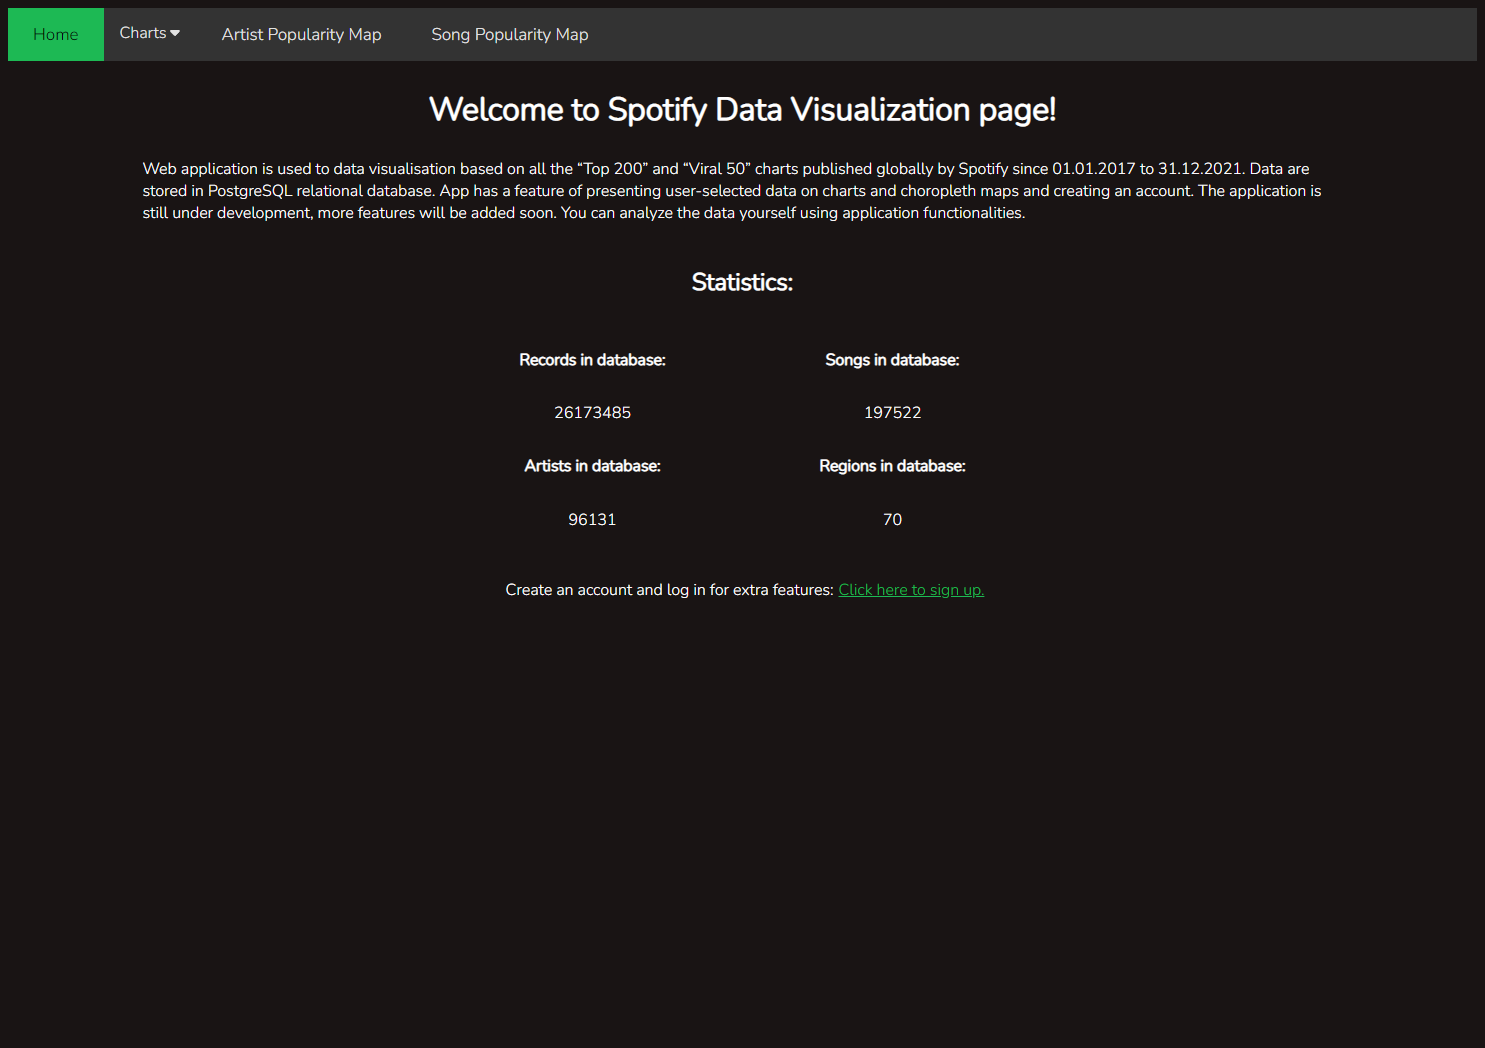 Home Charts Artist Popularity Map Song Popularity Map
Welcome to Spotify Data Visualization page!
Web application is used to data visualisation based on all the “Top 200” and “Viral 50” charts published globally by Spotify since 01.01.2017 to 31.12.2021. Data are
stored in PostgreSQL relational database. App has a feature of presenting user-selected data on charts and choropleth maps and creating an account. The application is
still under development, more features will be added soon. You can analyze the data yourself using application functionalities.
Statistics:
Records in database: Songs in database:
26173485 197522
Artists in database: Regions in database:
96131 70
Create an account and log in for extra features: Click here to sign up.